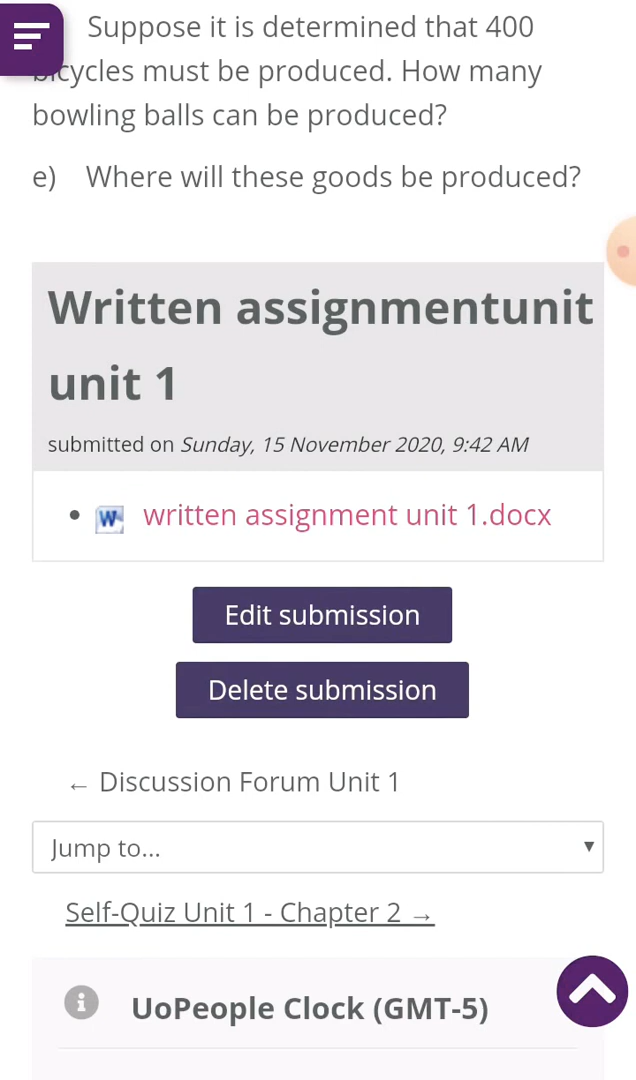 Suppose it is determined that 400
bicycles must be produced. How many
bowling balls can be produced?
e) Where will these goods be produced?
Written assignmentunit
unit 1
submitted on Sunday, 15 November 2020, 9:42 AM
• written assignment unit 1.docx
Edit submission
Delete submission
← Discussion Forum Unit 1
Jump to...
Self-Quiz Unit 1 - Chapter 2 →
UoPeople Clock (GMT-5)